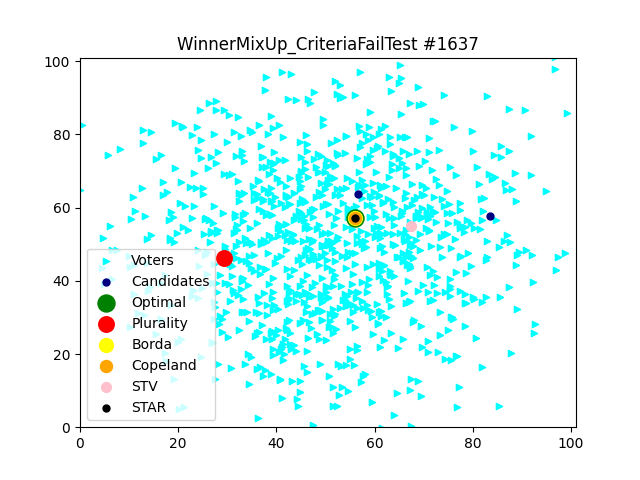 WinnerMixUp_CriteriaFailTest #1637
100
80
60
40
20
0
Voters
Candidates
Optimal
Plurality
Borda
Copeland
STV
STAR
0 20 40 60 80 100